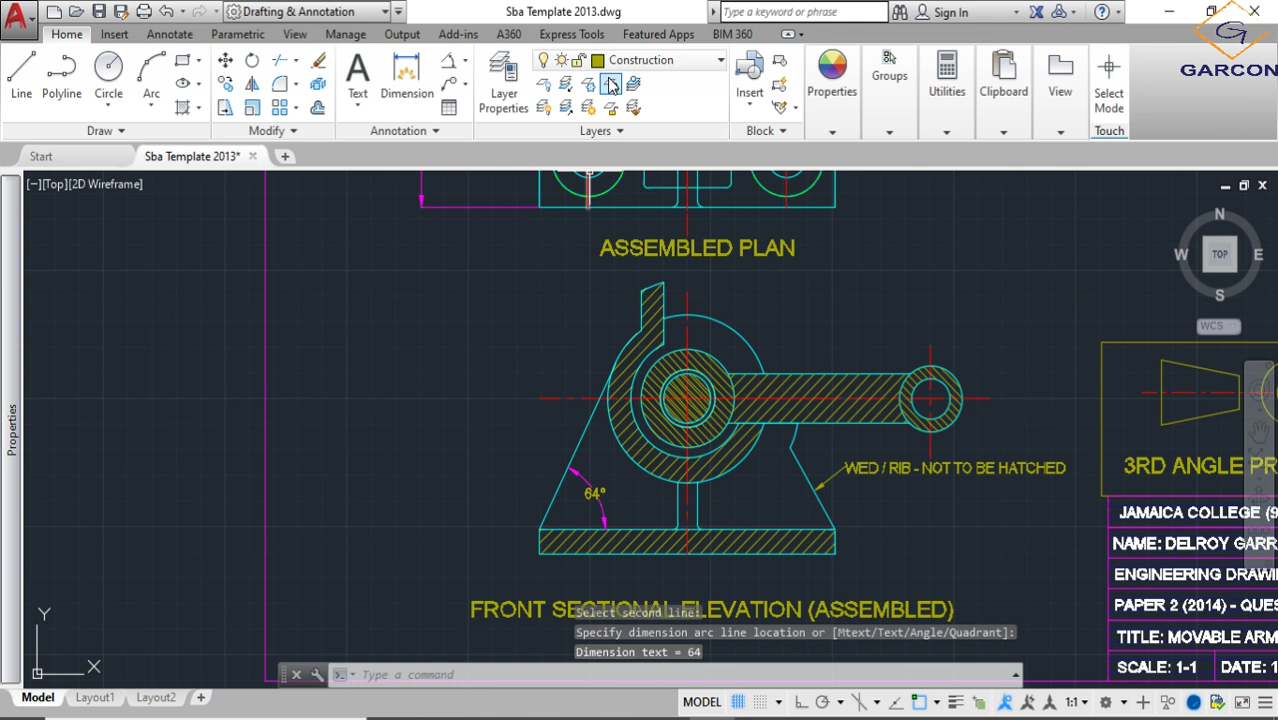 Drafting & Annotation
Sba Template 2013.dwg
Type a keyword or phrase
Sign In
GARCON
Home Insert Annotate Parametric View Manage Output Add-ins A360 Express Tools Featured Apps BIM 360
Line Polyline Circle Arc
Text Dimension
Layer
Properties
Construction
Insert
Properties
Groups
Utilities
Clipboard
View
Select
Mode
Draw Modify Annotation Layers Block Touch
Start Sba Template 2013*
[−][Top][2D Wireframe]
N
W TOP E
S
WCS
ASSEMBLED PLAN
64°
WED / RIB - NOT TO BE HATCHED
3RD ANGLE PR
JAMAICA COLLEGE (9
NAME: DELROY GARR
ENGINEERING DRAWI
PAPER 2 (2014) - QUES
TITLE: MOVABLE ARM
SCALE: 1-1 DATE: 1
FRONT SECTIONAL ELEVATION (ASSEMBLED)
Select second line:
Specify dimension arc line location or [Mtext/Text/Angle/Quadrant]:
Dimension text = 64
Type a command
Y
X
Properties
Model Layout1 Layout2
MODEL 1:1